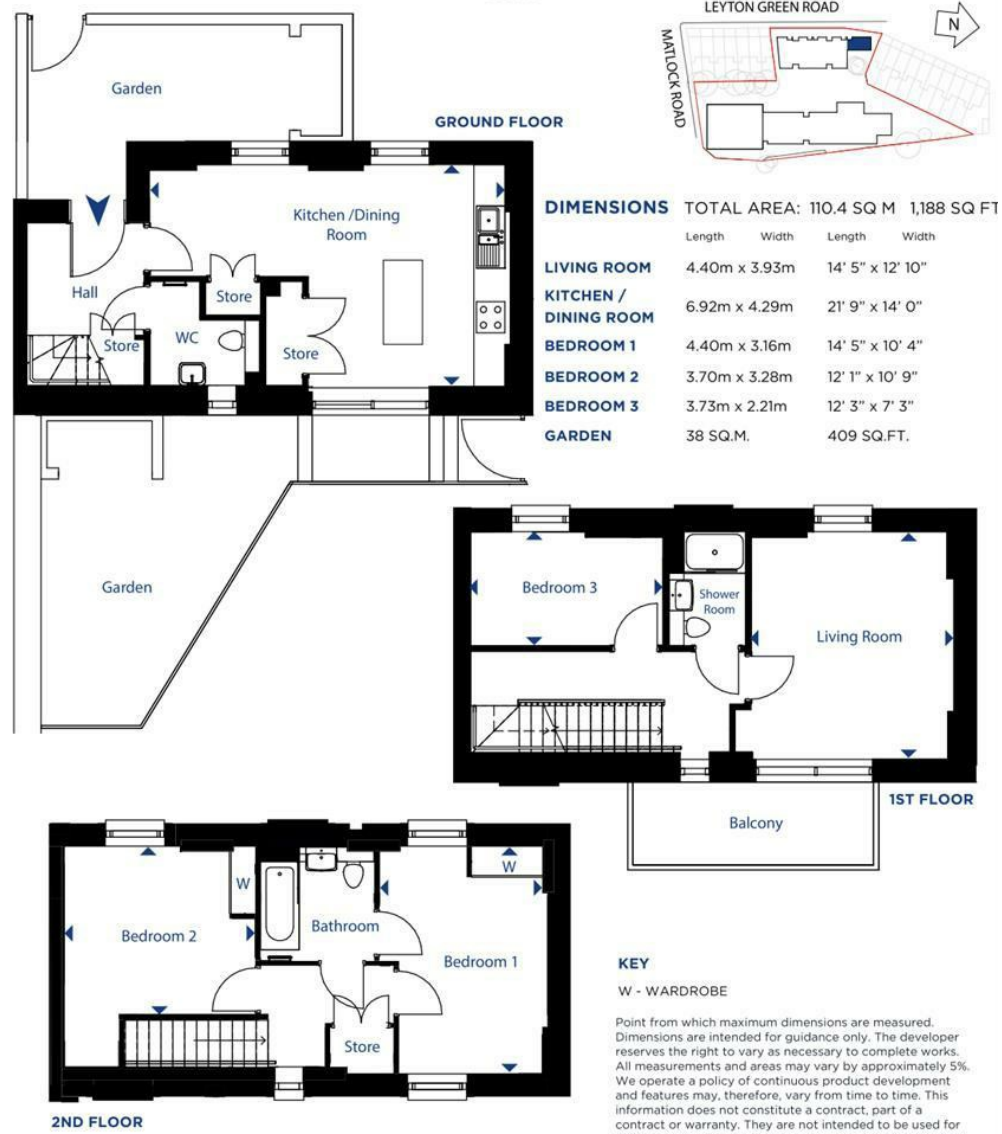 LEYTON GREEN ROAD
MATLOCK ROAD
N
Garden
GROUND FLOOR
Kitchen /Dining
Room
Hall
Store
Store
WC
Store
Garden
DIMENSIONS TOTAL AREA: 110.4 SQ M 1,188 SQ FT
Length Width Length Width
LIVING ROOM 4.40m x 3.93m 14' 5" x 12' 10"
KITCHEN /
DINING ROOM 6.92m x 4.29m 21' 9" x 14' 0"
BEDROOM 1 4.40m x 3.16m 14' 5" x 10' 4"
BEDROOM 2 3.70m x 3.28m 12' 1" x 10' 9"
BEDROOM 3 3.73m x 2.21m 12' 3" x 7' 3"
GARDEN 38 SQ.M. 409 SQ.FT.
Bedroom 3
Shower
Room
Living Room
1ST FLOOR
Balcony
W
W
Bedroom 2
Bathroom
Bedroom 1
Store
2ND FLOOR
KEY
W - WARDROBE
Point from which maximum dimensions are measured.
Dimensions are intended for guidance only. The developer
reserves the right to vary as necessary to complete works.
All measurements and areas may vary by approximately 5%.
We operate a policy of continuous product development
and features may, therefore, vary from time to time. This
information does not constitute a contract, part of a
contract or warranty. They are not intended to be used for